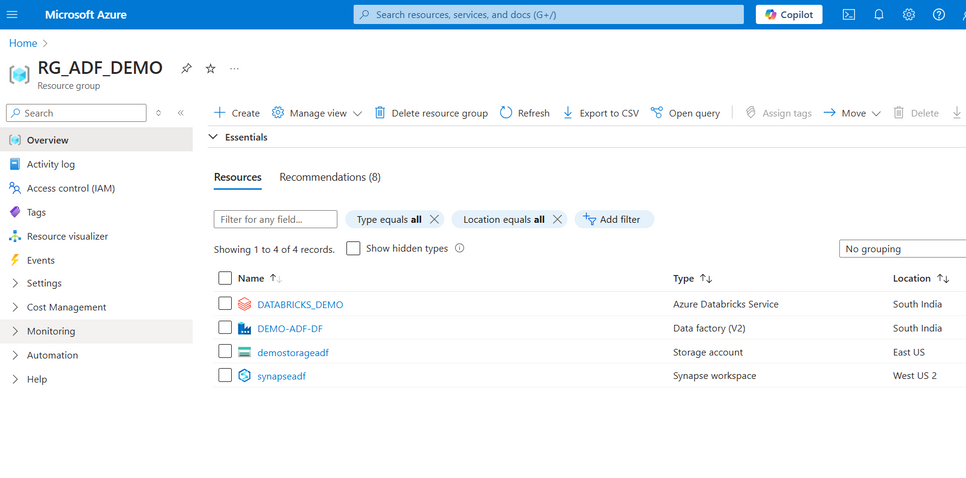 Microsoft Azure
Search resources, services, and docs (G+/)
Copilot
Home
RG_ADF_DEMO
Resource group
Search
Overview
Activity log
Access control (IAM)
Tags
Resource visualizer
Events
Settings
Cost Management
Monitoring
Automation
Help
Create Manage view Delete resource group Refresh Export to CSV Open query Assign tags Move Delete
Essentials
Resources Recommendations (8)
Filter for any field... Type equals all Location equals all Add filter
Showing 1 to 4 of 4 records. Show hidden types
No grouping
Name Type Location
DATABRICKS_DEMO Azure Databricks Service South India
DEMO-ADF-DF Data factory (V2) South India
demostorageadf Storage account East US
synapseadf Synapse workspace West US 2